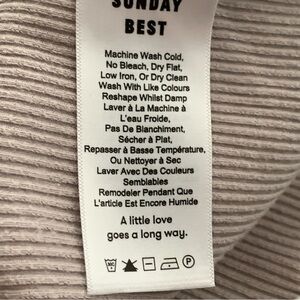 SUNDAY
BEST
Machine Wash Cold,
No Bleach, Dry Flat,
Low Iron, Or Dry Clean
Wash With Like Colours
Reshape Whilst Damp
Laver à La Machine à
L'eau Froide,
Pas De Blanchiment,
Sécher à Plat,
Repasser à Basse Température,
Ou Nettoyer à Sec
Laver Avec Des Couleurs
Semblables
Remodeler Pendant Que
L'article Est Encore Humide
A little love
goes a long way.
P